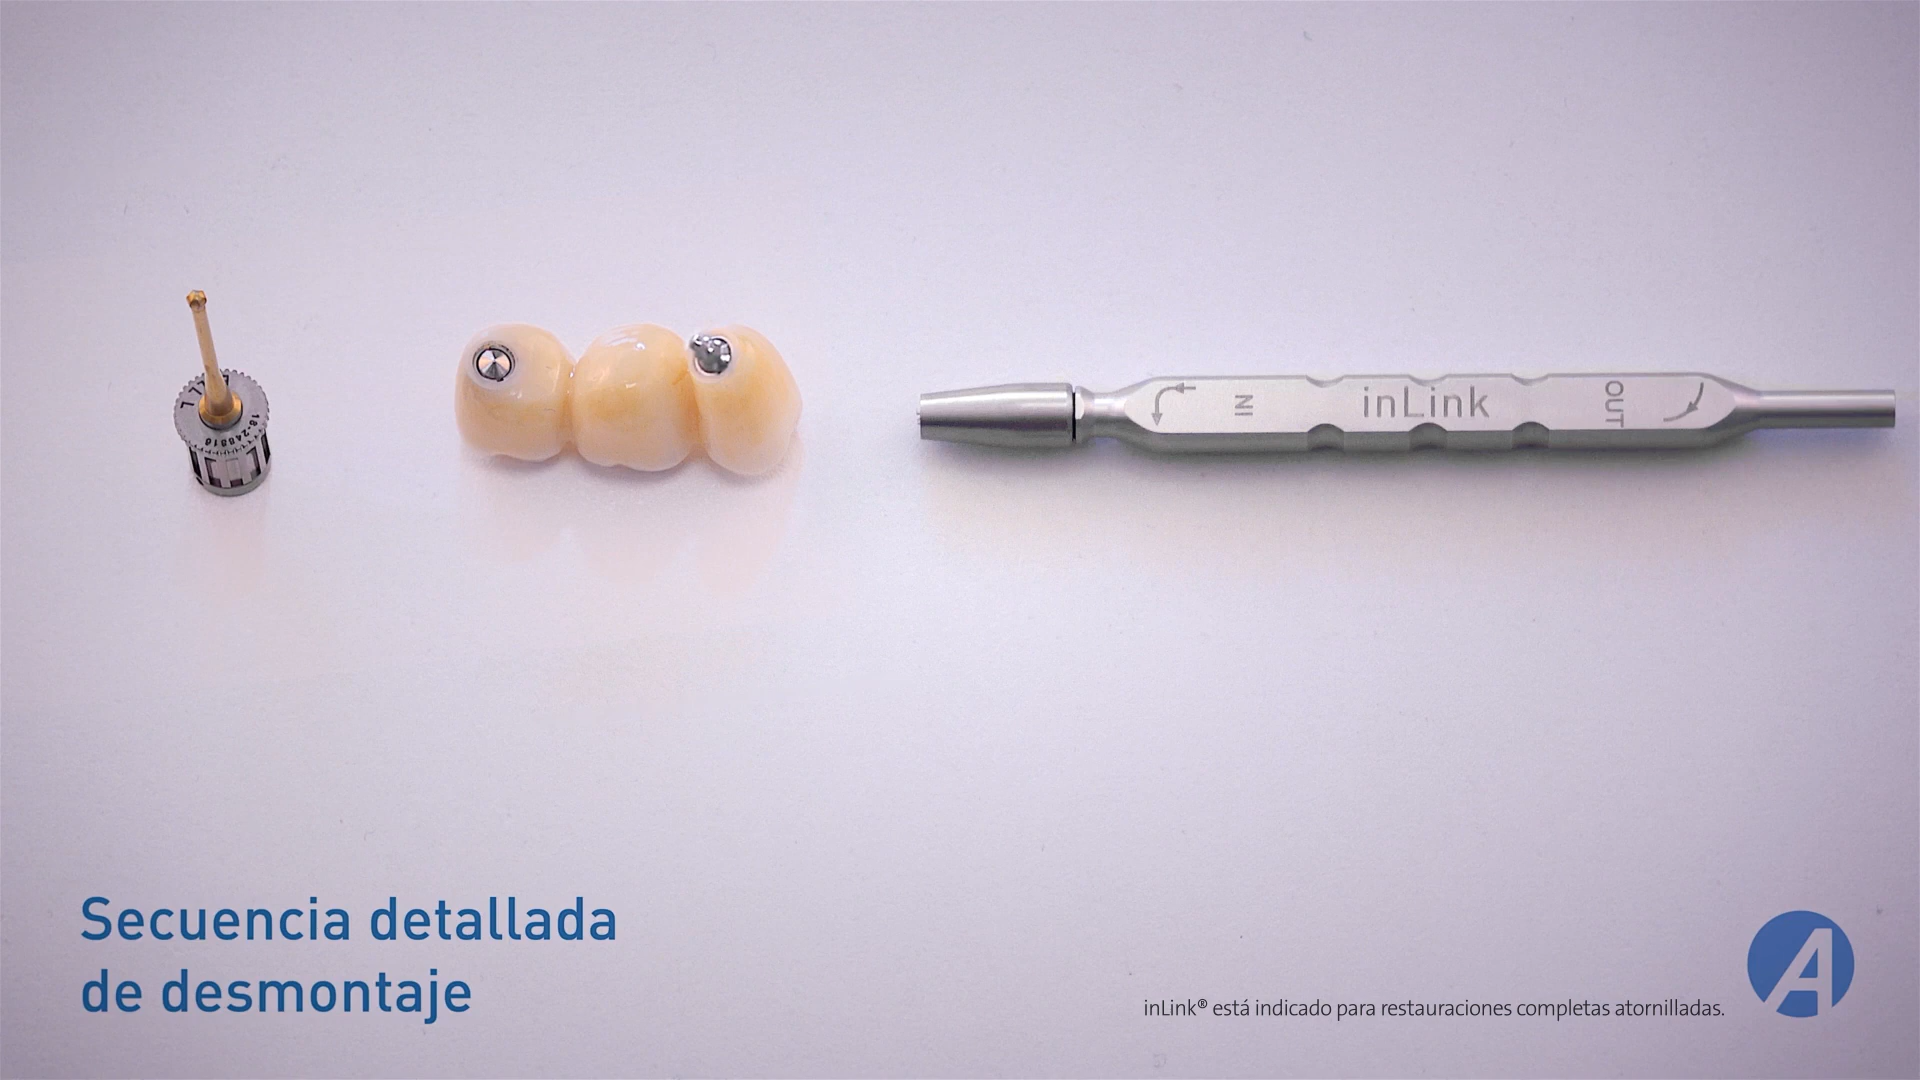 IN
inLink
OUT
Secuencia detallada
de desmontaje
inLink® está indicado para restauraciones completas atornilladas.
A